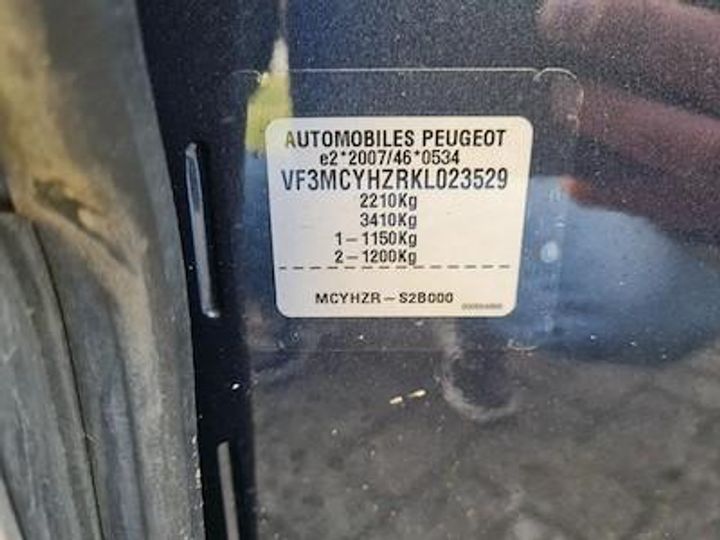 AUTOMOBILES PEUGEOT
e2*2007/46*0534
VF3MCYHZRKL023529
2210Kg
3410Kg
1-1150Kg
2-1200Kg
MCYHZR-S2B000